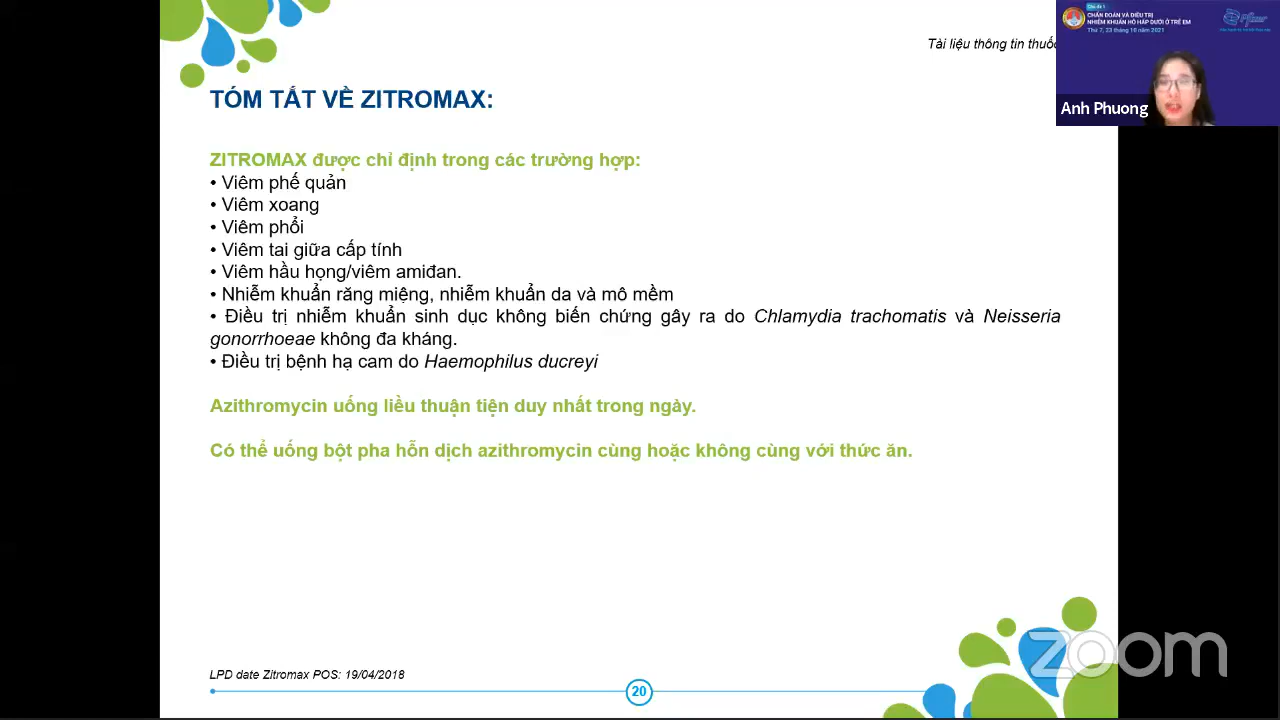 Tài liệu thông tin thuốc
Chủ đề 1
CHẨN ĐOÁN VÀ ĐIỀU TRỊ
NHIỄM KHUẨN HÔ HẤP DƯỚI Ở TRẺ EM
Thứ 7, 23 tháng 10 năm 2021
Pfizer
Anh Phuong
TÓM TẮT VỀ ZITROMAX:
ZITROMAX được chỉ định trong các trường hợp:
• Viêm phế quản
• Viêm xoang
• Viêm phổi
• Viêm tai giữa cấp tính
• Viêm hầu họng/viêm amiđan.
• Nhiễm khuẩn răng miệng, nhiễm khuẩn da và mô mềm
• Điều trị nhiễm khuẩn sinh dục không biến chứng gây ra do Chlamydia trachomatis và Neisseria
gonorrhoeae không đa kháng.
• Điều trị bệnh hạ cam do Haemophilus ducreyi
Azithromycin uống liều thuận tiện duy nhất trong ngày.
Có thể uống bột pha hỗn dịch azithromycin cùng hoặc không cùng với thức ăn.
LPD date Zitromax POS: 19/04/2018
20
zoom